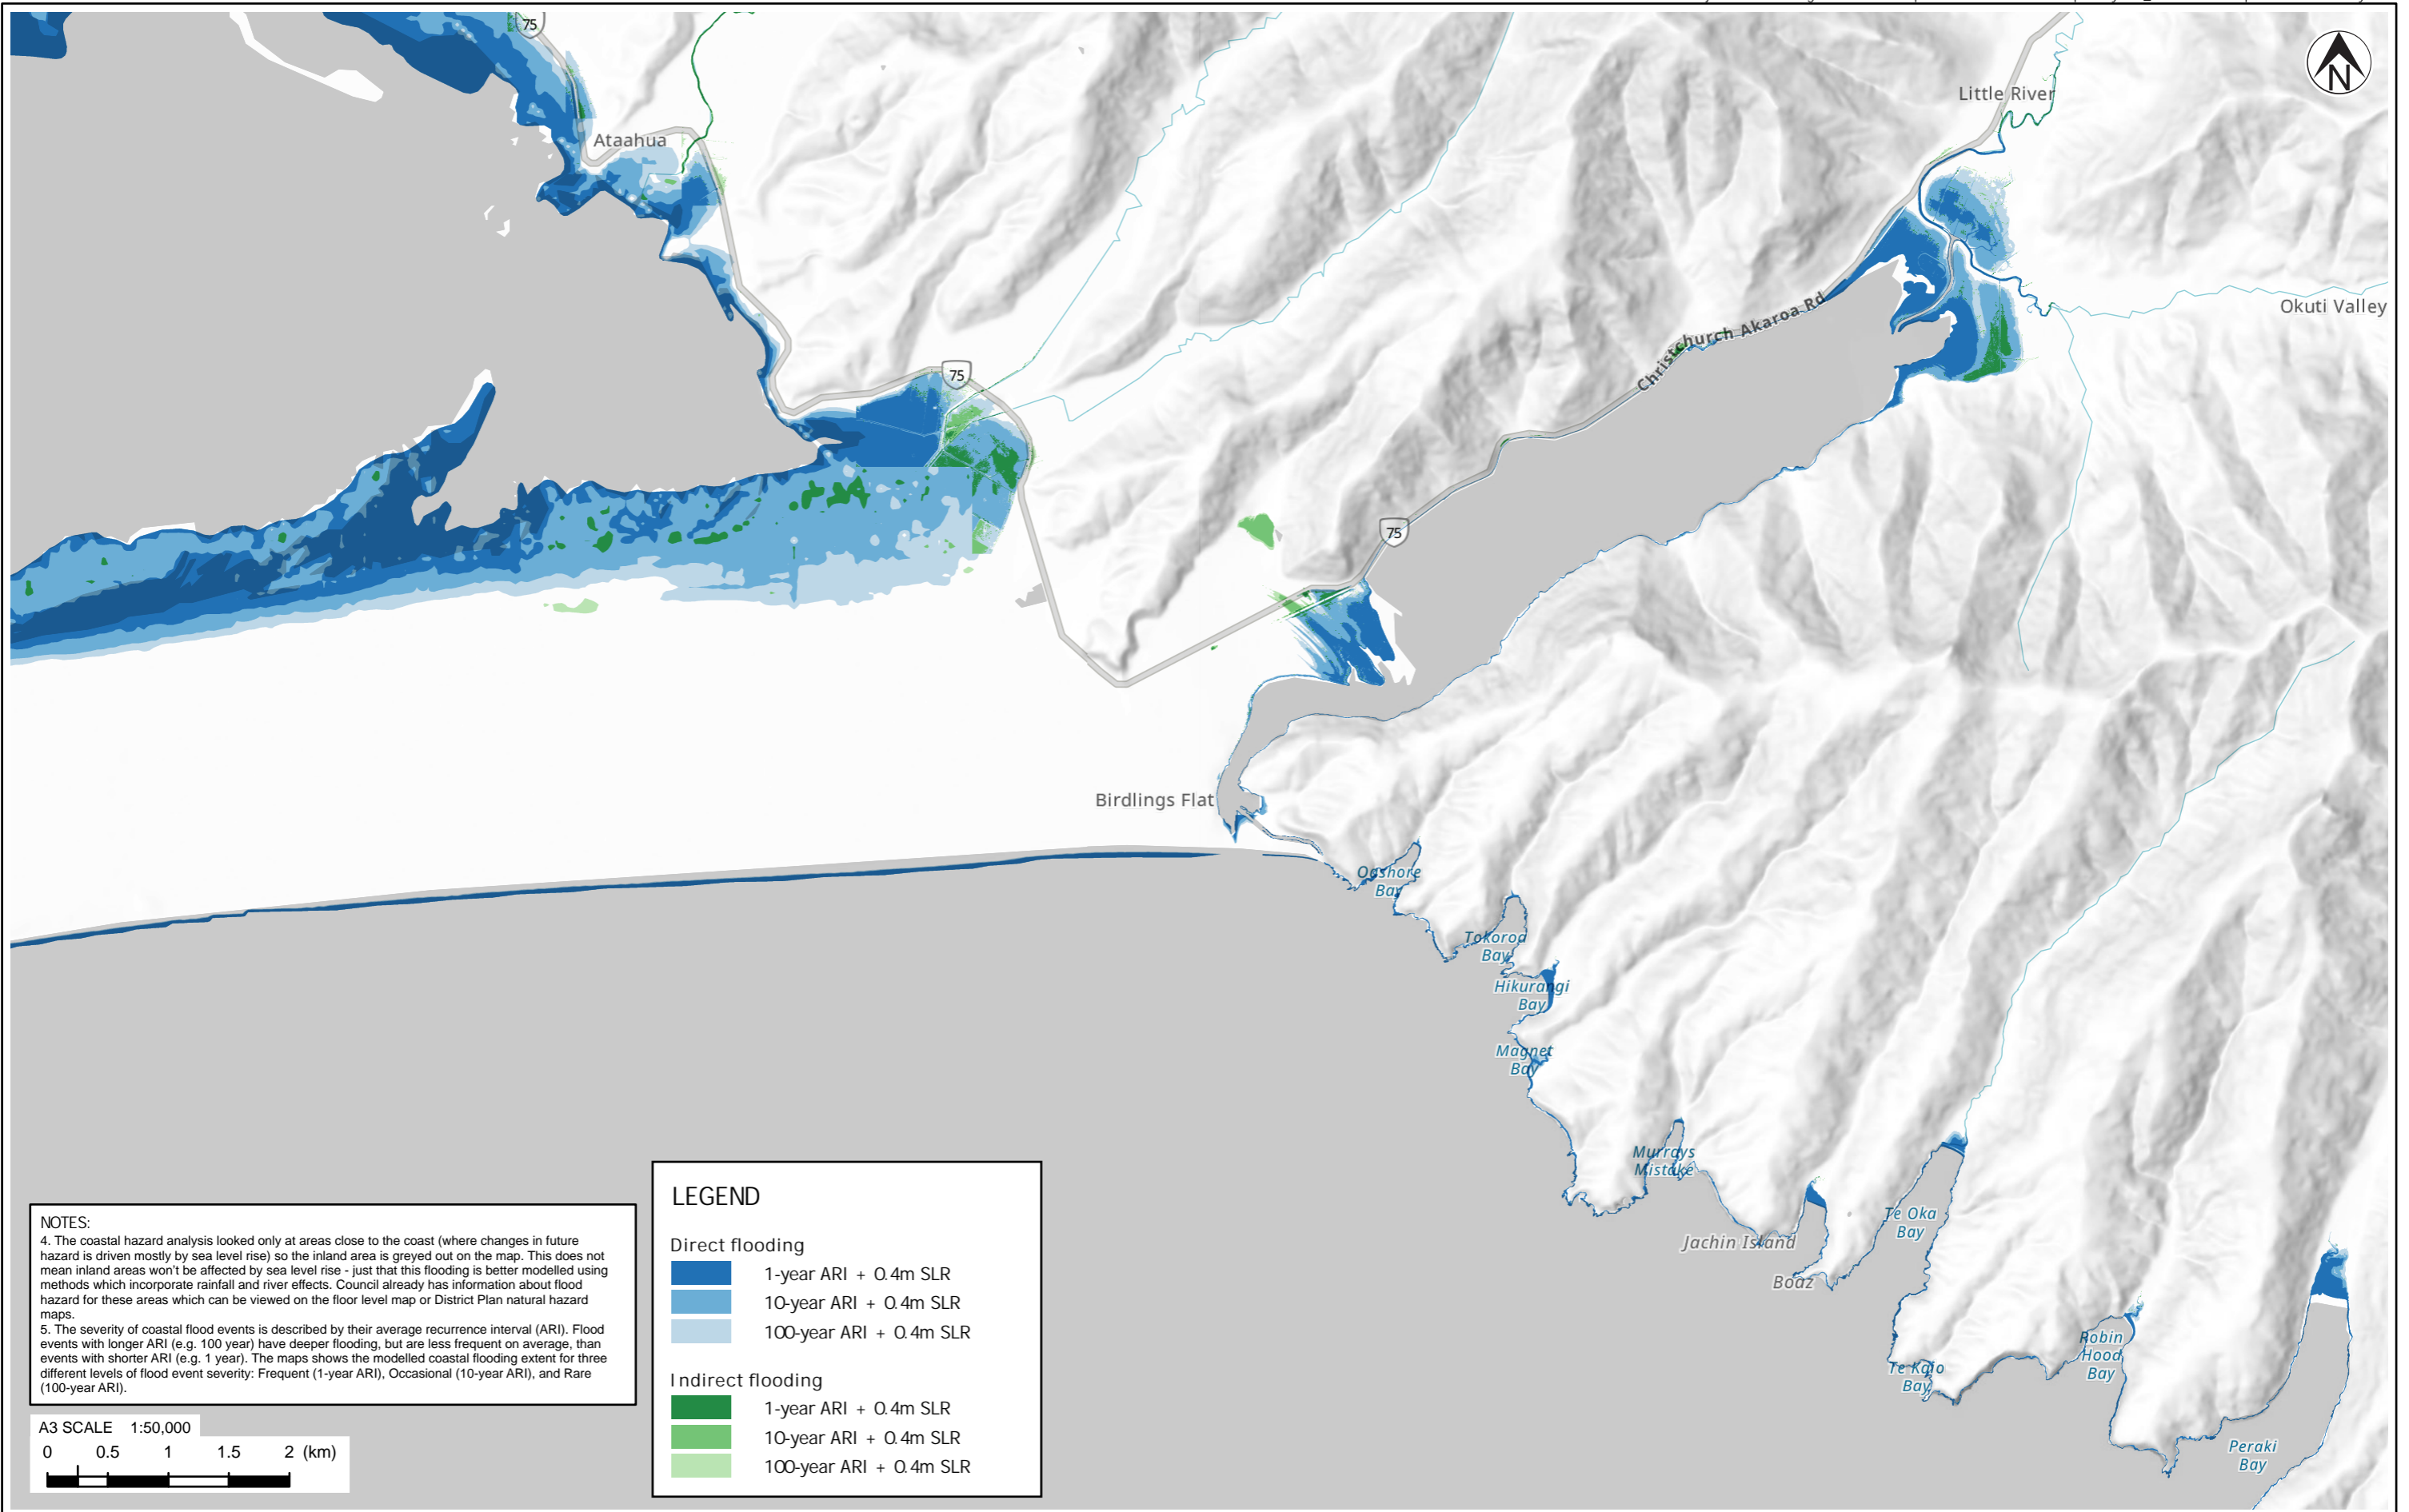 75
N
Little River
Ataahua
Okuti Valley
Christchurch Akaroa Rd
75
75
Birdlings Flat
Oashore
Bay
Tokoroa
Bay
Hikurangi
Bay
Magnet
Bay
Murrays
Mistake
Te Oka
Bay
Jachin Island
Boaz
Robin
Hood
Bay
Te Kaio
Bay
Peraki
Bay
NOTES:
4. The coastal hazard analysis looked only at areas close to the coast (where changes in future
hazard is driven mostly by sea level rise) so the inland area is greyed out on the map. This does not
mean inland areas won't be affected by sea level rise - just that this flooding is better modelled using
methods which incorporate rainfall and river effects. Council already has information about flood
hazard for these areas which can be viewed on the floor level map or District Plan natural hazard
maps.
5. The severity of coastal flood events is described by their average recurrence interval (ARI). Flood
events with longer ARI (e.g. 100 year) have deeper flooding, but are less frequent on average, than
events with shorter ARI (e.g. 1 year). The maps shows the modelled coastal flooding extent for three
different levels of flood event severity: Frequent (1-year ARI), Occasional (10-year ARI), and Rare
(100-year ARI).
A3 SCALE 1:50,000
0 0.5 1 1.5 2 (km)
LEGEND
Direct flooding
1-year ARI + 0.4m SLR
10-year ARI + 0.4m SLR
100-year ARI + 0.4m SLR
Indirect flooding
1-year ARI + 0.4m SLR
10-year ARI + 0.4m SLR
100-year ARI + 0.4m SLR